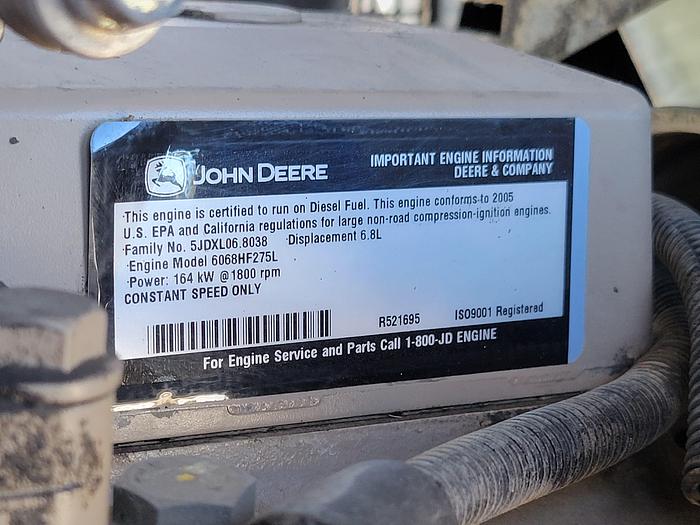 JOHN DEERE
IMPORTANT ENGINE INFORMATION
DEERE & COMPANY
·This engine is certified to run on Diesel Fuel. This engine conforms to 2005
U.S. EPA and California regulations for large non-road compression-ignition engines.
·Family No. 5JDXL06.8038 ·Displacement 6.8L
·Engine Model 6068HF275L
·Power: 164 kW @1800 rpm
CONSTANT SPEED ONLY
R521695 ISO9001 Registered
For Engine Service and Parts Call 1-800-JD ENGINE